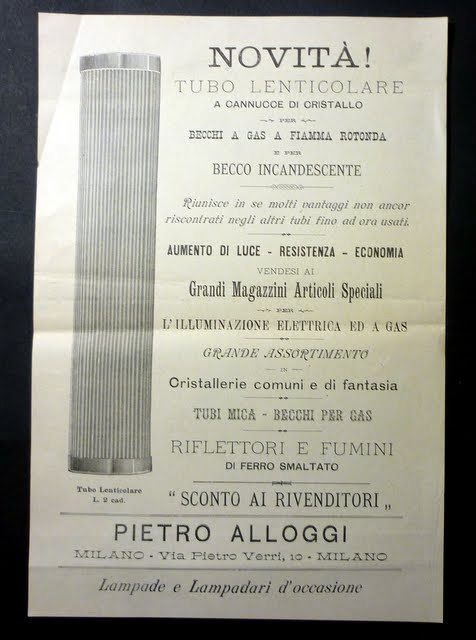 NOVITÀ!
TUBO LENTICOLARE
A CANNUCCE DI CRISTALLO
PER
BECCHI A GAS A FIAMMA ROTONDA
E PER
BECCO INCANDESCENTE
Riunisce in se molti vantaggi non ancor
riscontrati negli altri tubi fino ad ora usati.
AUMENTO DI LUCE - RESISTENZA - ECONOMIA
VENDESI AI
Grandi Magazzini Articoli Speciali
PER
L'ILLUMINAZIONE ELETTRICA ED A GAS
GRANDE ASSORTIMENTO
IN
Cristallerie comuni e di fantasia
TUBI MICA - BECCHI PER GAS
RIFLETTORI E FUMINI
DI FERRO SMALTATO
Tubo Lenticolare
L. 2 cad.
" SCONTO AI RIVENDITORI „
PIETRO ALLOGGI
MILANO - Via Pietro Verri, 10 - MILANO
Lampade e Lampadari d'occasione